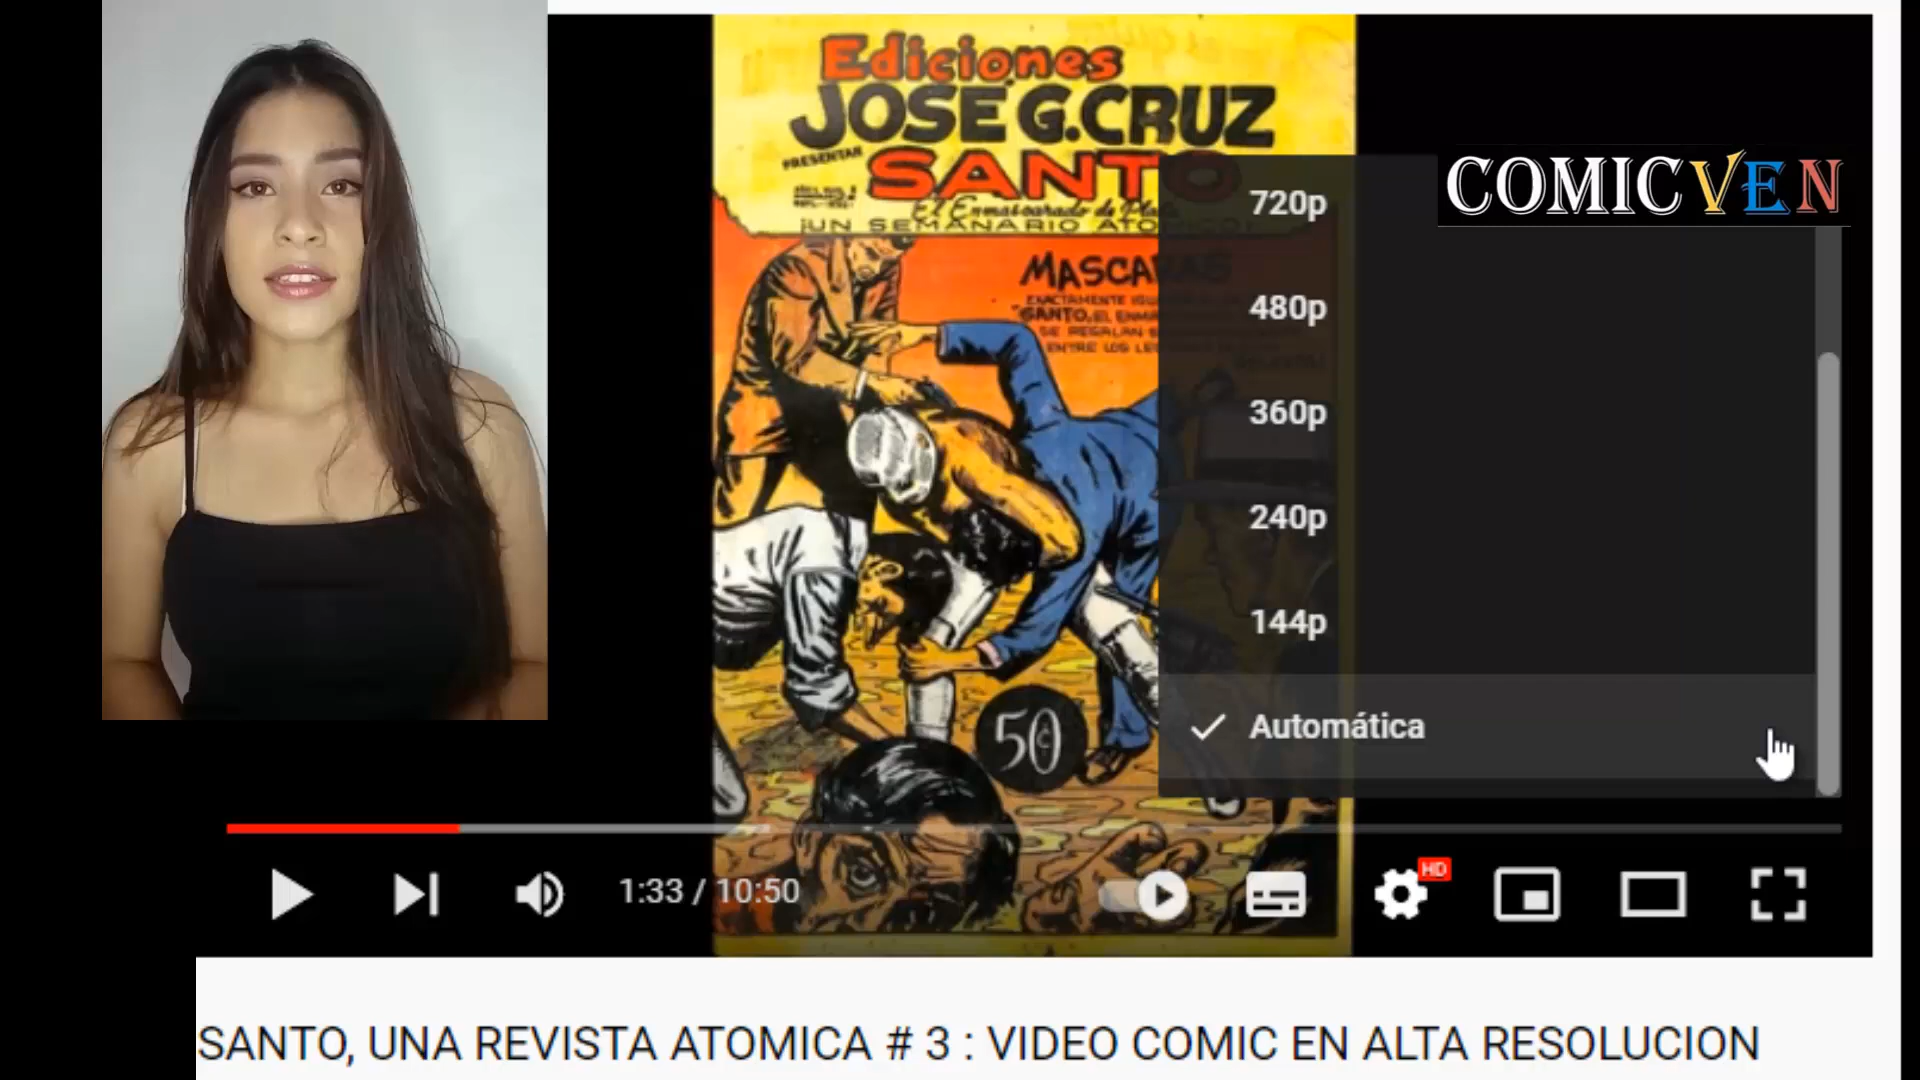 Ediciones
JOSE G. CRUZ
PRESENTAN
SANTO
El Enmascarado de Plata
¡UN SEMANARIO ATOMICO!
MASCARAS
EXACTAMENTE
SANTO, EL
SE REGALAN
ENTRE LOS
50¢
COMICVEN
720p
480p
360p
240p
144p
Automática
1:33 / 10:50
HD
SANTO, UNA REVISTA ATOMICA # 3 : VIDEO COMIC EN ALTA RESOLUCION